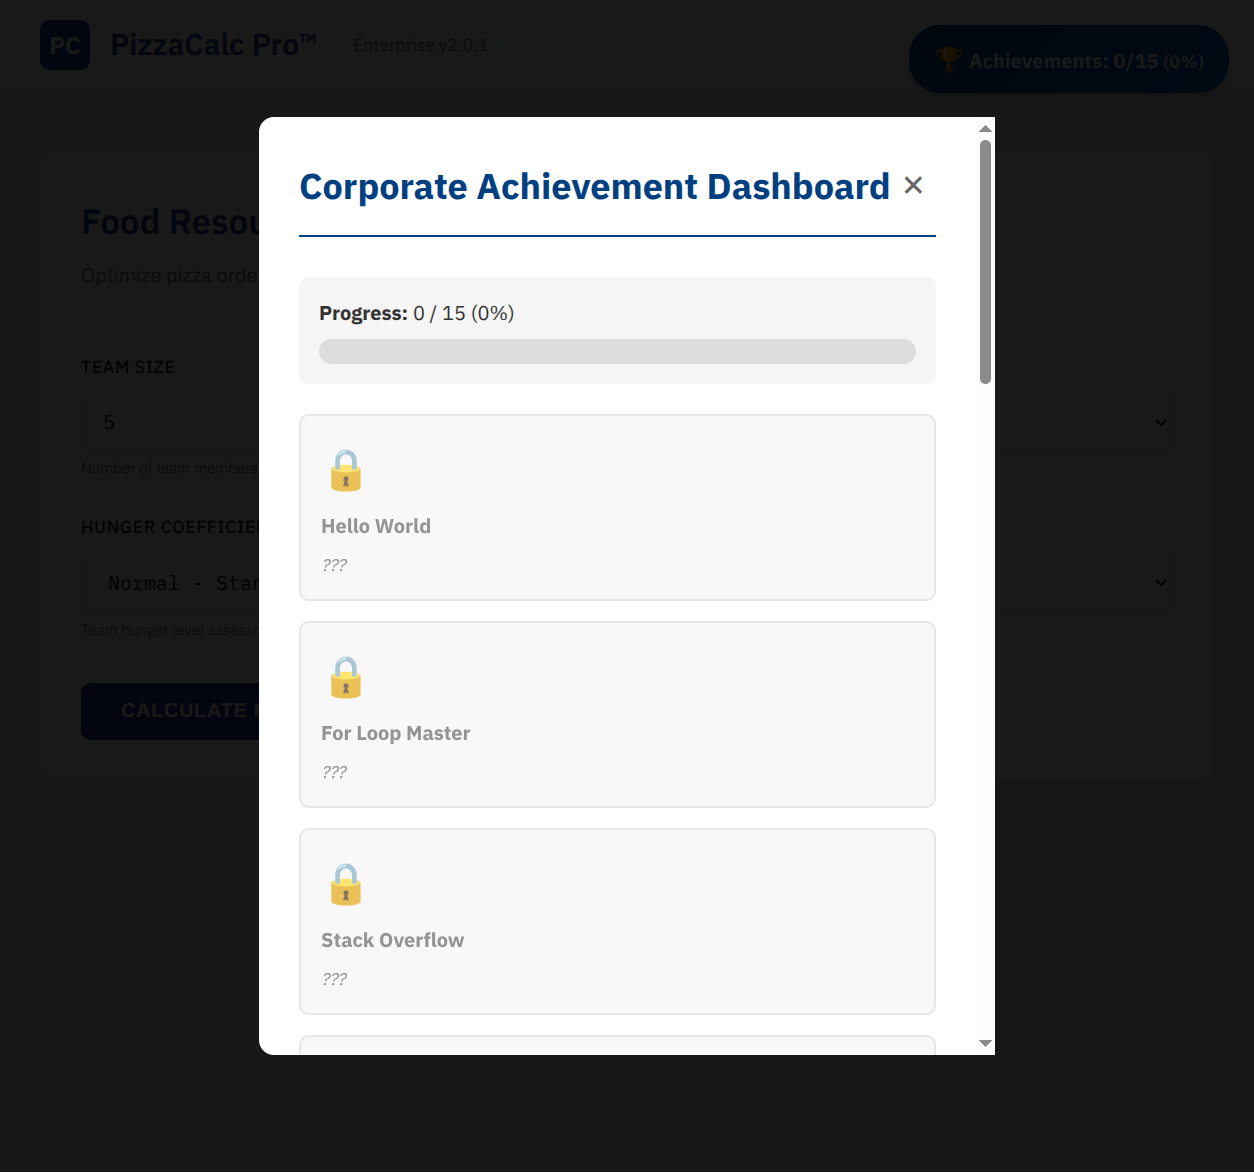 PC
PizzaCalc Pro™
Enterprise v2.0.1
🏆 Achievements: 0/15 (0%)
Corporate Achievement Dashboard ✕
Food Resou
Optimize pizza orde
Progress: 0 / 15 (0%)
TEAM SIZE
5
Number of team members
HUNGER COEFFICIE
Normal - Star
Team hunger level assess
CALCULATE
Hello World
???
For Loop Master
???
Stack Overflow
???